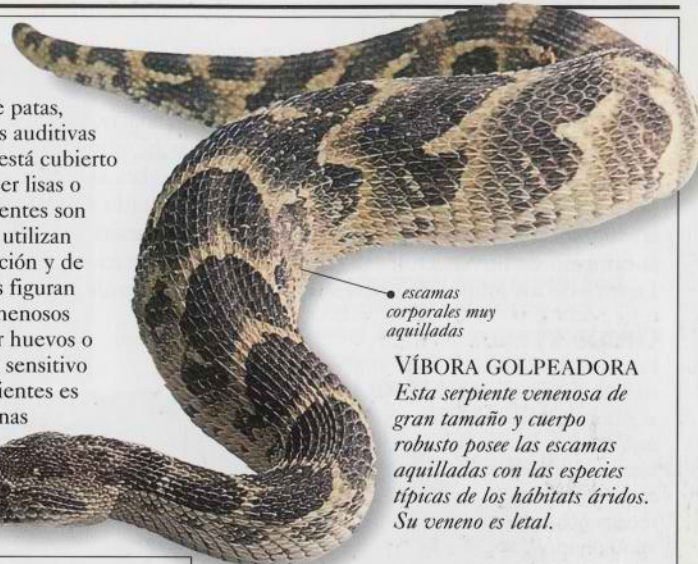 e patas,
s auditivas
está cubierto
er lisas o
entes son
utilizan
ción y de
s figuran
nenosos
r huevos o
sensitivo
ientes es
nas
escamas
corporales muy
aquilladas
VÍBORA GOLPEADORA
Esta serpiente venenosa de
gran tamaño y cuerpo
robusto posee las escamas
aquilladas con las especies
típicas de los hábitats áridos.
Su veneno es letal.